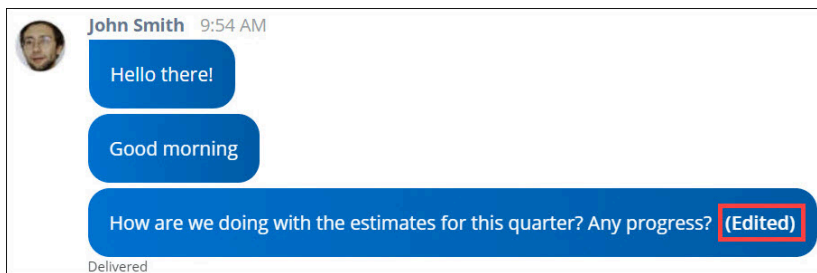 John Smith 9:54 AM
Hello there!
Good morning
How are we doing with the estimates for this quarter? Any progress? (Edited)
Delivered